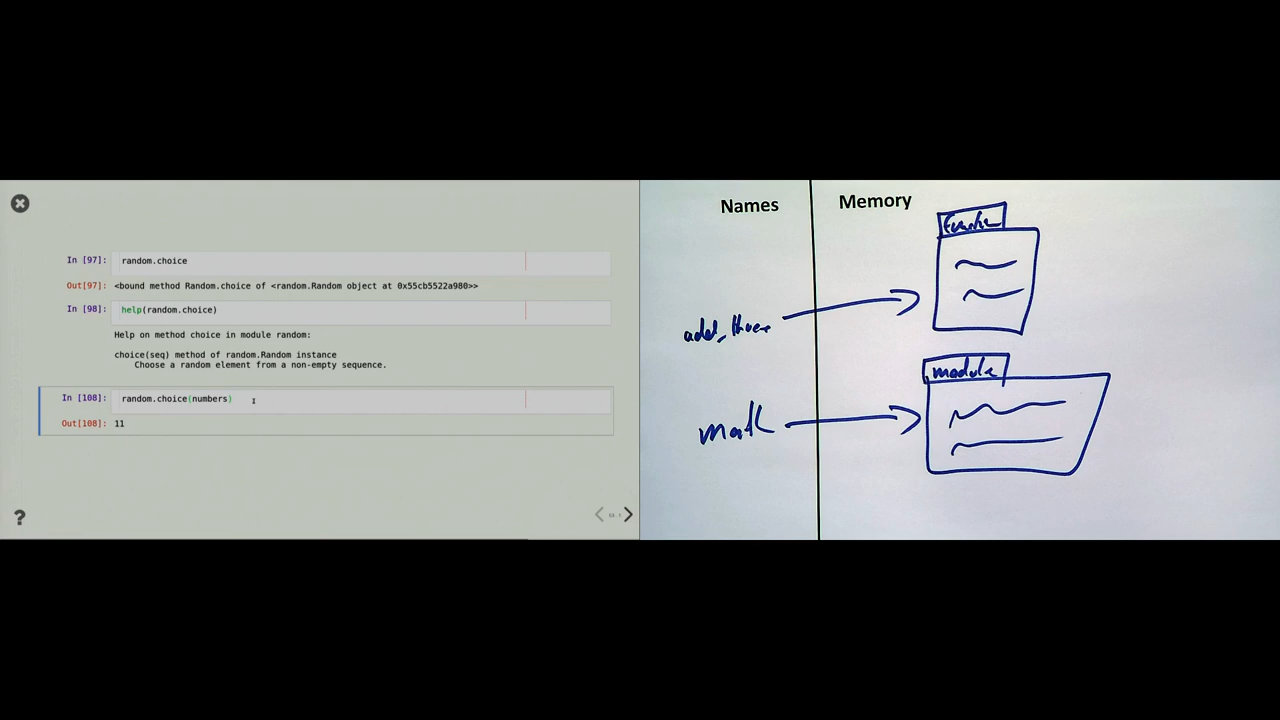 In [97]: random.choice
Out[97]: <bound method Random.choice of <random.Random object at 0x55cb5522a980>>
In [98]: help(random.choice)
Help on method choice in module random:
choice(seq) method of random.Random instance
Choose a random element from a non-empty sequence.
In [108]: random.choice(numbers)
Out[108]: 11
?
Names
Memory
add_three
module
math